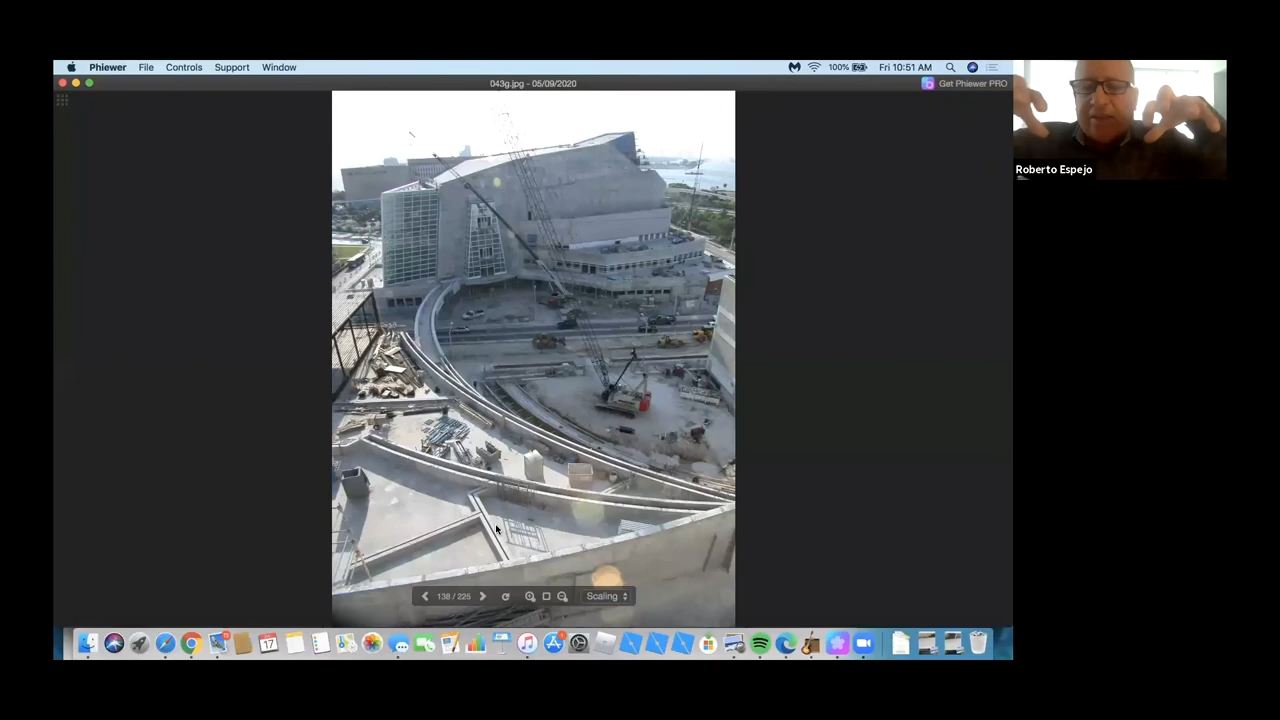 Phiewer File Controls Support Window 100% Fri 10:51 AM
043g.jpg - 05/09/2020 Get Phiewer PRO
Roberto Espejo
138 / 225 Scaling
17